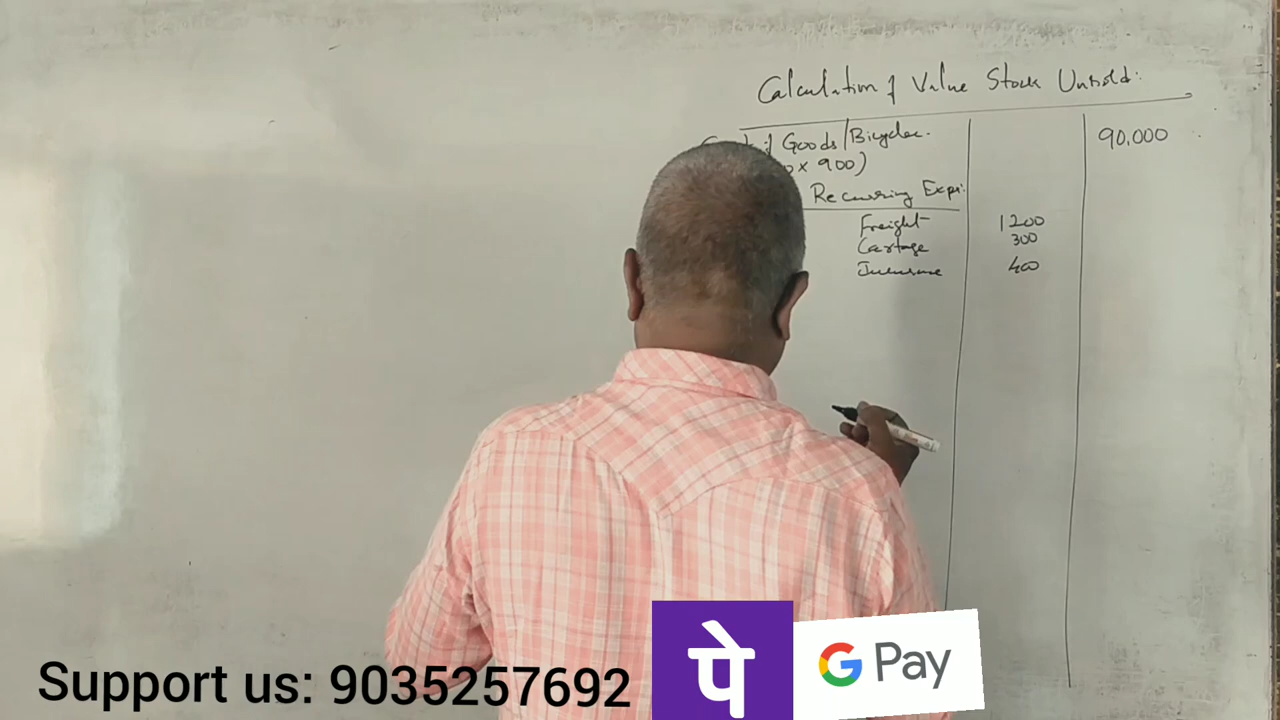 Calculation of Value Stock Unsold:
Goods/Bicycles. 90,000
x 900)
Recurring Exps:
Freight 1200
Cartage 300
Insurance 400
Support us: 9035257692 पे G Pay